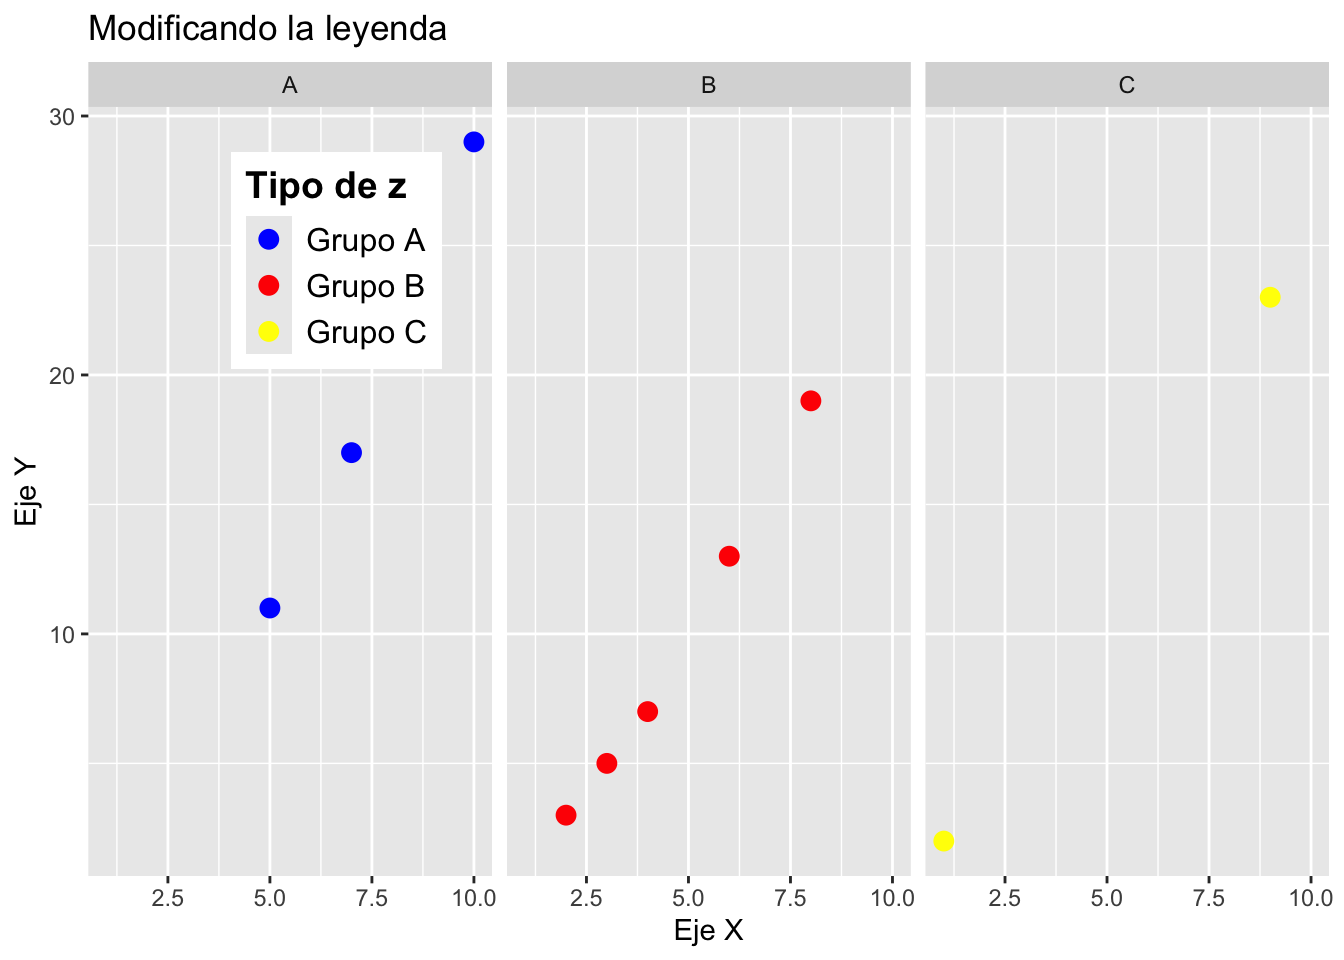 Modificando la leyenda
A B C
30
Tipo de z
Grupo A
Grupo B
Grupo C
20
Eje Y
10
2.5 5.0 7.5 10.0 2.5 5.0 7.5 10.0 2.5 5.0 7.5 10.0
Eje X